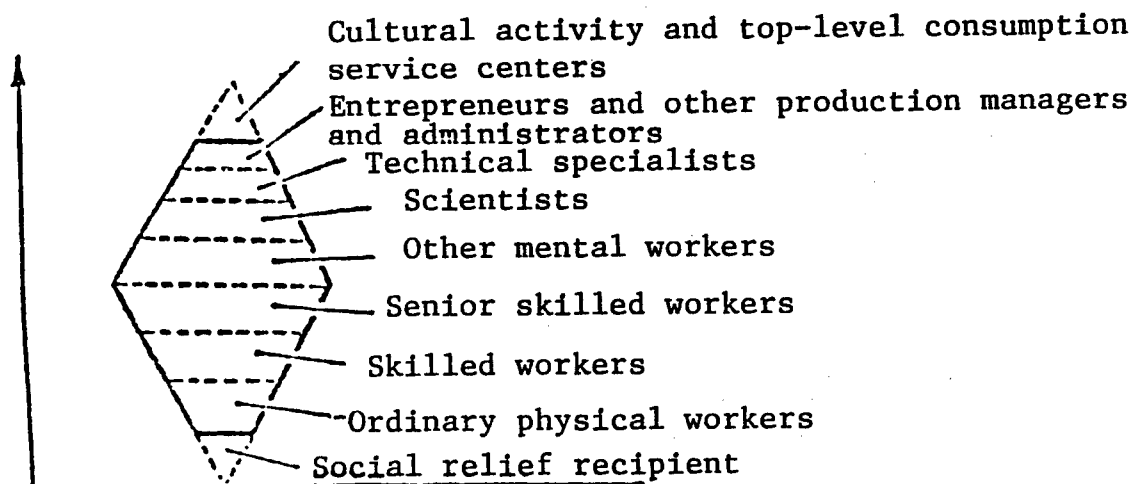 Cultural activity and top-level consumption
service centers
Entrepreneurs and other production managers
and administrators
Technical specialists
Scientists
Other mental workers
Senior skilled workers
Skilled workers
Ordinary physical workers
Social relief recipient